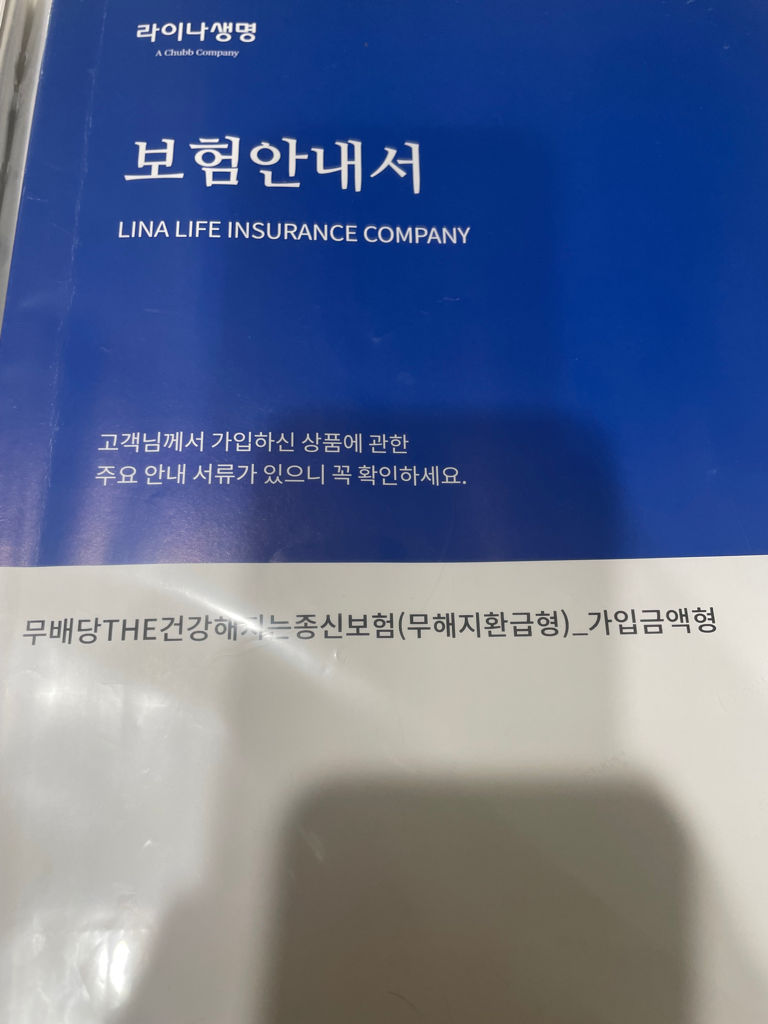 라이나생명
A Chubb Company
보험안내서
LINA LIFE INSURANCE COMPANY
고객님께서 가입하신 상품에 관한
주요 안내 서류가 있으니 꼭 확인하세요.
무배당THE건강해지는종신보험(무해지환급형)_가입금액형